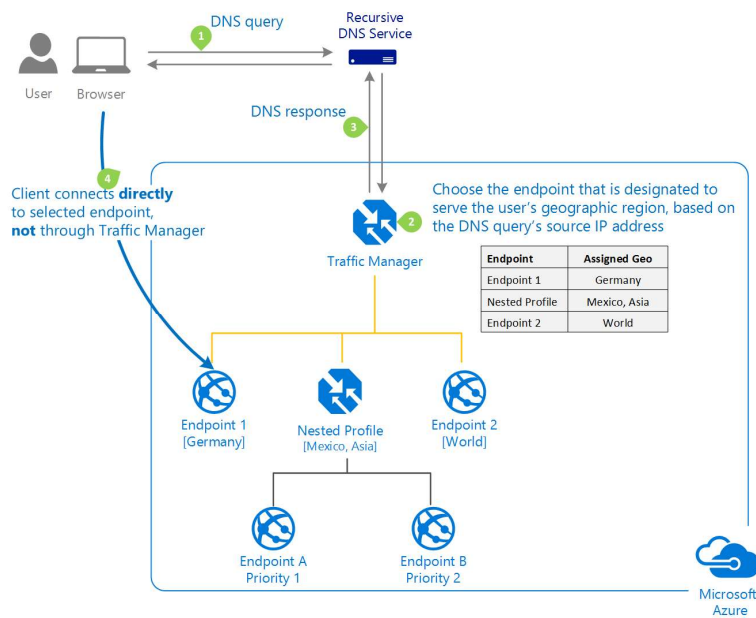 DNS query
1
Recursive
DNS Service
User
Browser
DNS response
3
4
Client connects directly
to selected endpoint,
not through Traffic Manager
2
Choose the endpoint that is designated to
serve the user's geographic region, based on
the DNS query's source IP address
Traffic Manager
Endpoint Assigned Geo
Endpoint 1 Germany
Nested Profile Mexico, Asia
Endpoint 2 World
Endpoint 1
[Germany]
Nested Profile
[Mexico, Asia]
Endpoint 2
[World]
Endpoint A
Priority 1
Endpoint B
Priority 2
Microsoft
Azure